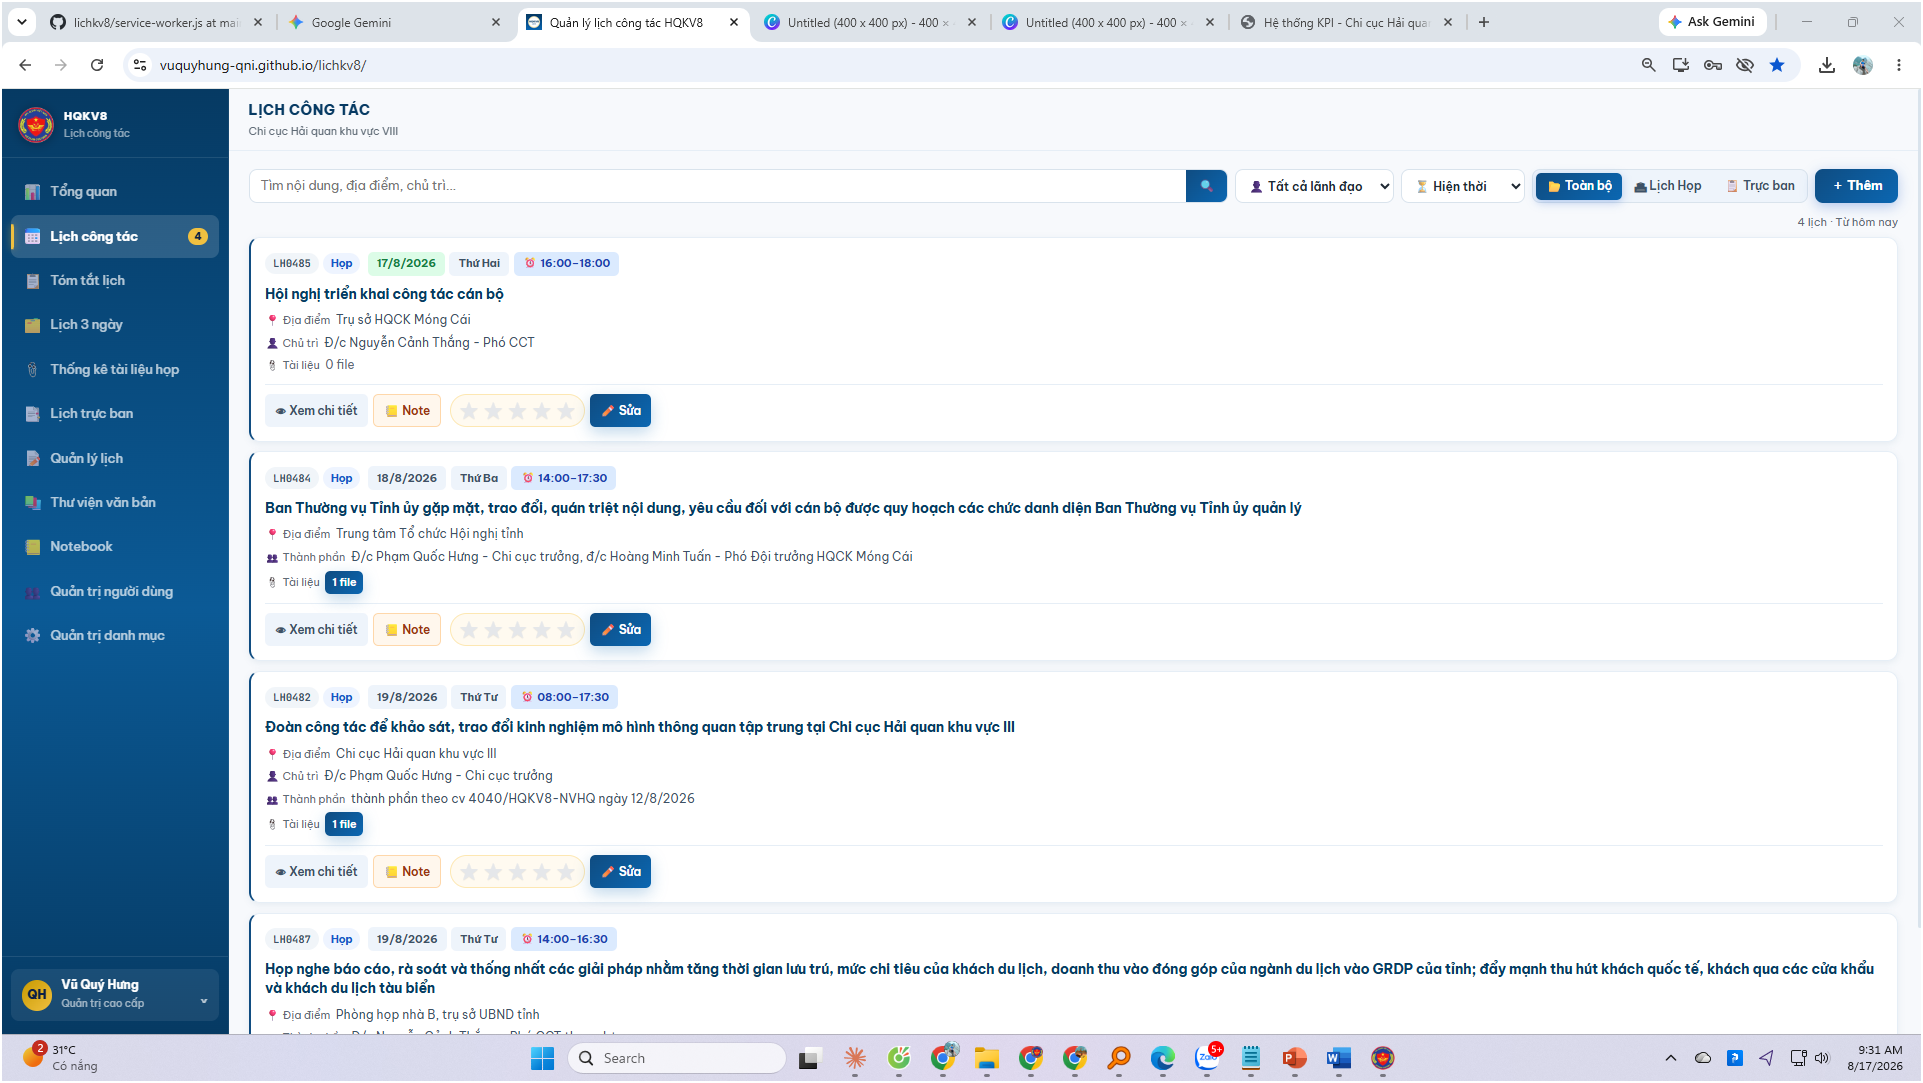 lichkv8/service-worker.js at mai
Google Gemini
Quản lý lịch công tác HQKV8
Untitled (400 x 400 px) - 400 ×
Untitled (400 x 400 px) - 400 ×
Hệ thống KPI - Chi cục Hải qua
Ask Gemini
vuquyhung-qni.github.io/lichkv8/
HQKV8
Lịch công tác
Tổng quan
Lịch công tác 4
Tóm tắt lịch
Lịch 3 ngày
Thống kê tài liệu họp
Lịch trực ban
Quản lý lịch
Thư viện văn bản
Notebook
Quản trị người dùng
Quản trị danh mục
QH
Vũ Quý Hưng
Quản trị cao cấp
LỊCH CÔNG TÁC
Chi cục Hải quan khu vực VIII
Tìm nội dung, địa điểm, chủ trì...
Tất cả lãnh đạo
Hiện thời
Toàn bộ
Lịch Họp
Trực ban
+ Thêm
4 lịch · Từ hôm nay
LH0485 Họp 17/8/2026 Thứ Hai 16:00–18:00
Hội nghị triển khai công tác cán bộ
Địa điểm Trụ sở HQCK Móng Cái
Chủ trì Đ/c Nguyễn Cảnh Thắng - Phó CCT
Tài liệu 0 file
Xem chi tiết Note Sửa
LH0484 Họp 18/8/2026 Thứ Ba 14:00–17:30
Ban Thường vụ Tỉnh ủy gặp mặt, trao đổi, quán triệt nội dung, yêu cầu đối với cán bộ được quy hoạch các chức danh diện Ban Thường vụ Tỉnh ủy quản lý
Địa điểm Trung tâm Tổ chức Hội nghị tỉnh
Thành phần Đ/c Phạm Quốc Hưng - Chi cục trưởng, đ/c Hoàng Minh Tuấn - Phó Đội trưởng HQCK Móng Cái
Tài liệu 1 file
Xem chi tiết Note Sửa
LH0482 Họp 19/8/2026 Thứ Tư 08:00–17:30
Đoàn công tác để khảo sát, trao đổi kinh nghiệm mô hình thông quan tập trung tại Chi cục Hải quan khu vực III
Địa điểm Chi cục Hải quan khu vực III
Chủ trì Đ/c Phạm Quốc Hưng - Chi cục trưởng
Thành phần thành phần theo cv 4040/HQKV8-NVHQ ngày 12/8/2026
Tài liệu 1 file
Xem chi tiết Note Sửa
LH0487 Họp 19/8/2026 Thứ Tư 14:00–16:30
Họp nghe báo cáo, rà soát và thống nhất các giải pháp nhằm tăng thời gian lưu trú, mức chi tiêu của khách du lịch, doanh thu vào đóng góp của ngành du lịch vào GRDP của tỉnh; đẩy mạnh thu hút khách quốc tế, khách qua các cửa khẩu
và khách du lịch tàu biển
Địa điểm Phòng họp nhà B, trụ sở UBND tỉnh
2
31°C
Có nắng
Search
Zalo
5+
9:31 AM
8/17/2026